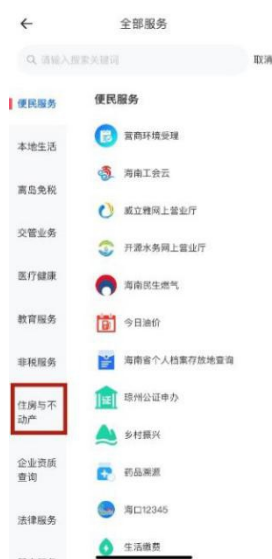 全部服务
请输入搜索关键词
取消
便民服务
本地生活
离岛免税
交管业务
医疗健康
教育服务
非税服务
住房与不
动产
企业资质
查询
法律服务
便民服务
营商环境受理
海南工会云
威立雅网上营业厅
开源水务网上营业厅
海南民生燃气
今日油价
海南省个人档案存放地查询
琼州公证申办
乡村振兴
药品溯源
海口12345
生活缴费